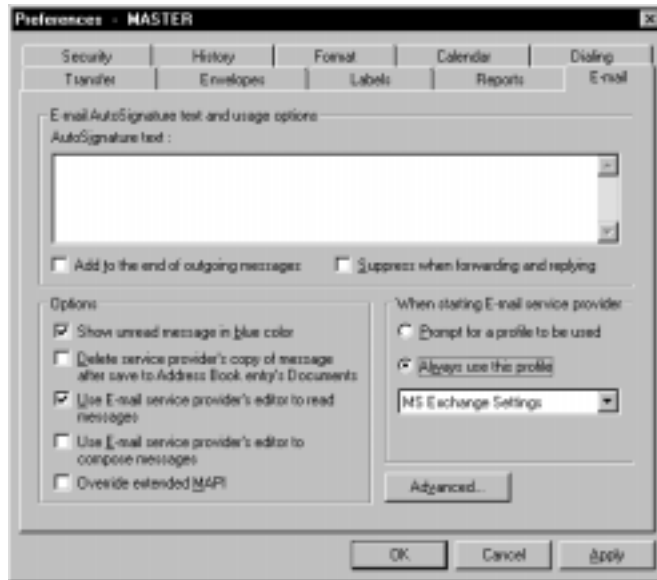 Preferences - MASTER
Security History Format Calendar Dialing
Transfer Envelopes Labels Reports E-mail
E-mail AutoSignature text and usage options
AutoSignature text :
Add to the end of outgoing messages Suppress when forwarding and replying
Options
Show unread message in blue color
Delete service provider's copy of message
after save to Address Book entry's Documents
Use E-mail service provider's editor to read
messages
Use E-mail service provider's editor to
compose messages
Override extended MAPI
When starting E-mail service provider
Prompt for a profile to be used
Always use this profile
MS Exchange Settings
Advanced...
OK Cancel Apply